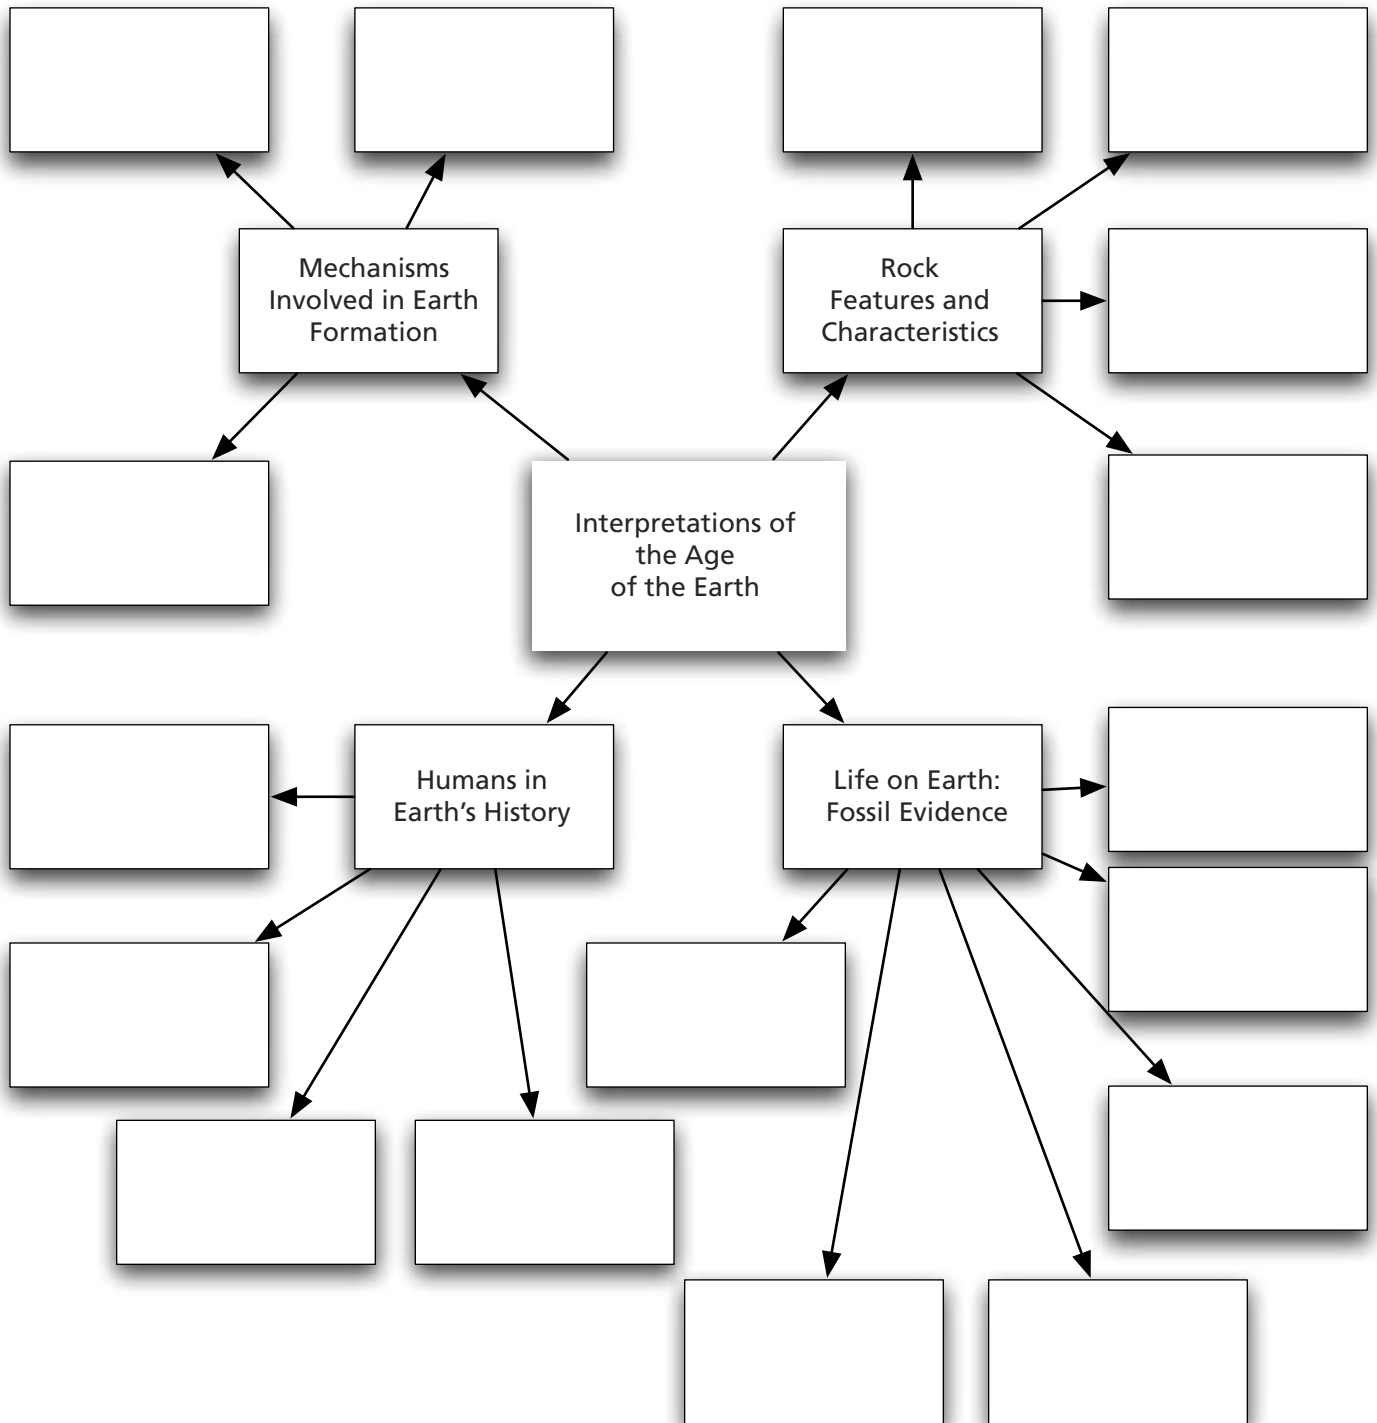 Mechanisms
Involved in Earth
Formation
Rock
Features and
Characteristics
Interpretations of
the Age
of the Earth
Humans in
Earth’s History
Life on Earth:
Fossil Evidence